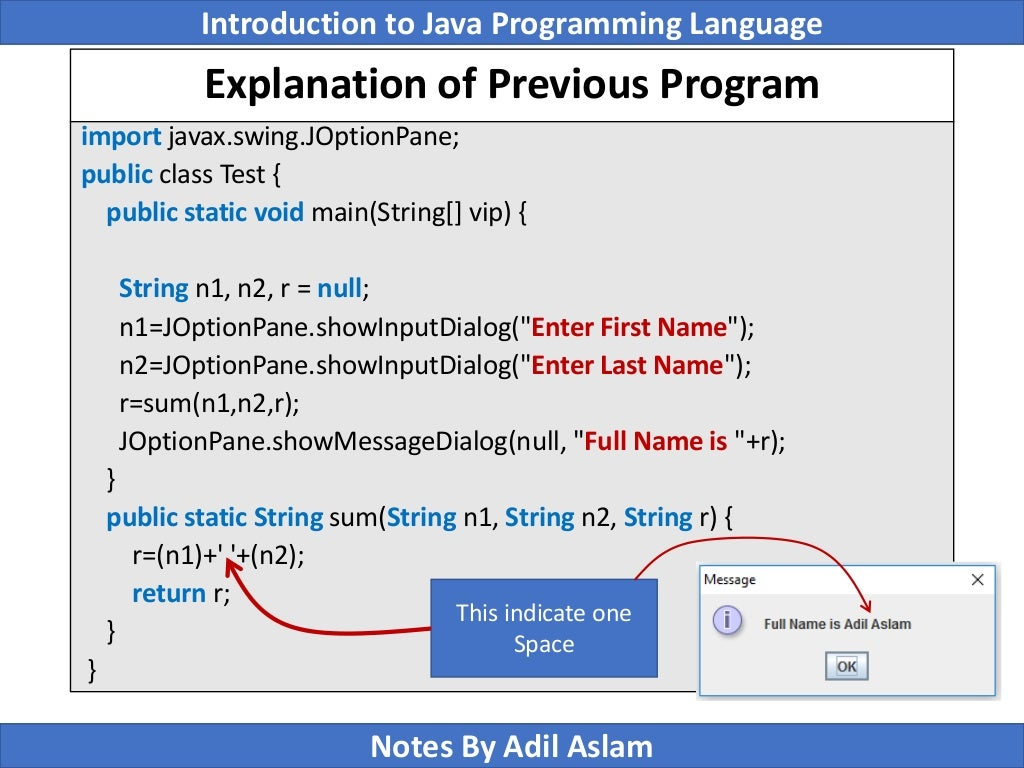 Introduction to Java Programming Language
Explanation of Previous Program
import javax.swing.JOptionPane;
public class Test {
public static void main(String[] vip) {
String n1, n2, r = null;
n1=JOptionPane.showInputDialog("Enter First Name");
n2=JOptionPane.showInputDialog("Enter Last Name");
r=sum(n1,n2,r);
JOptionPane.showMessageDialog(null, "Full Name is "+r);
}
public static String sum(String n1, String n2, String r) {
r=(n1)+' '+(n2);
return r;
}
}
This indicate one
Space
Message
Full Name is Adil Aslam
OK
Notes By Adil Aslam